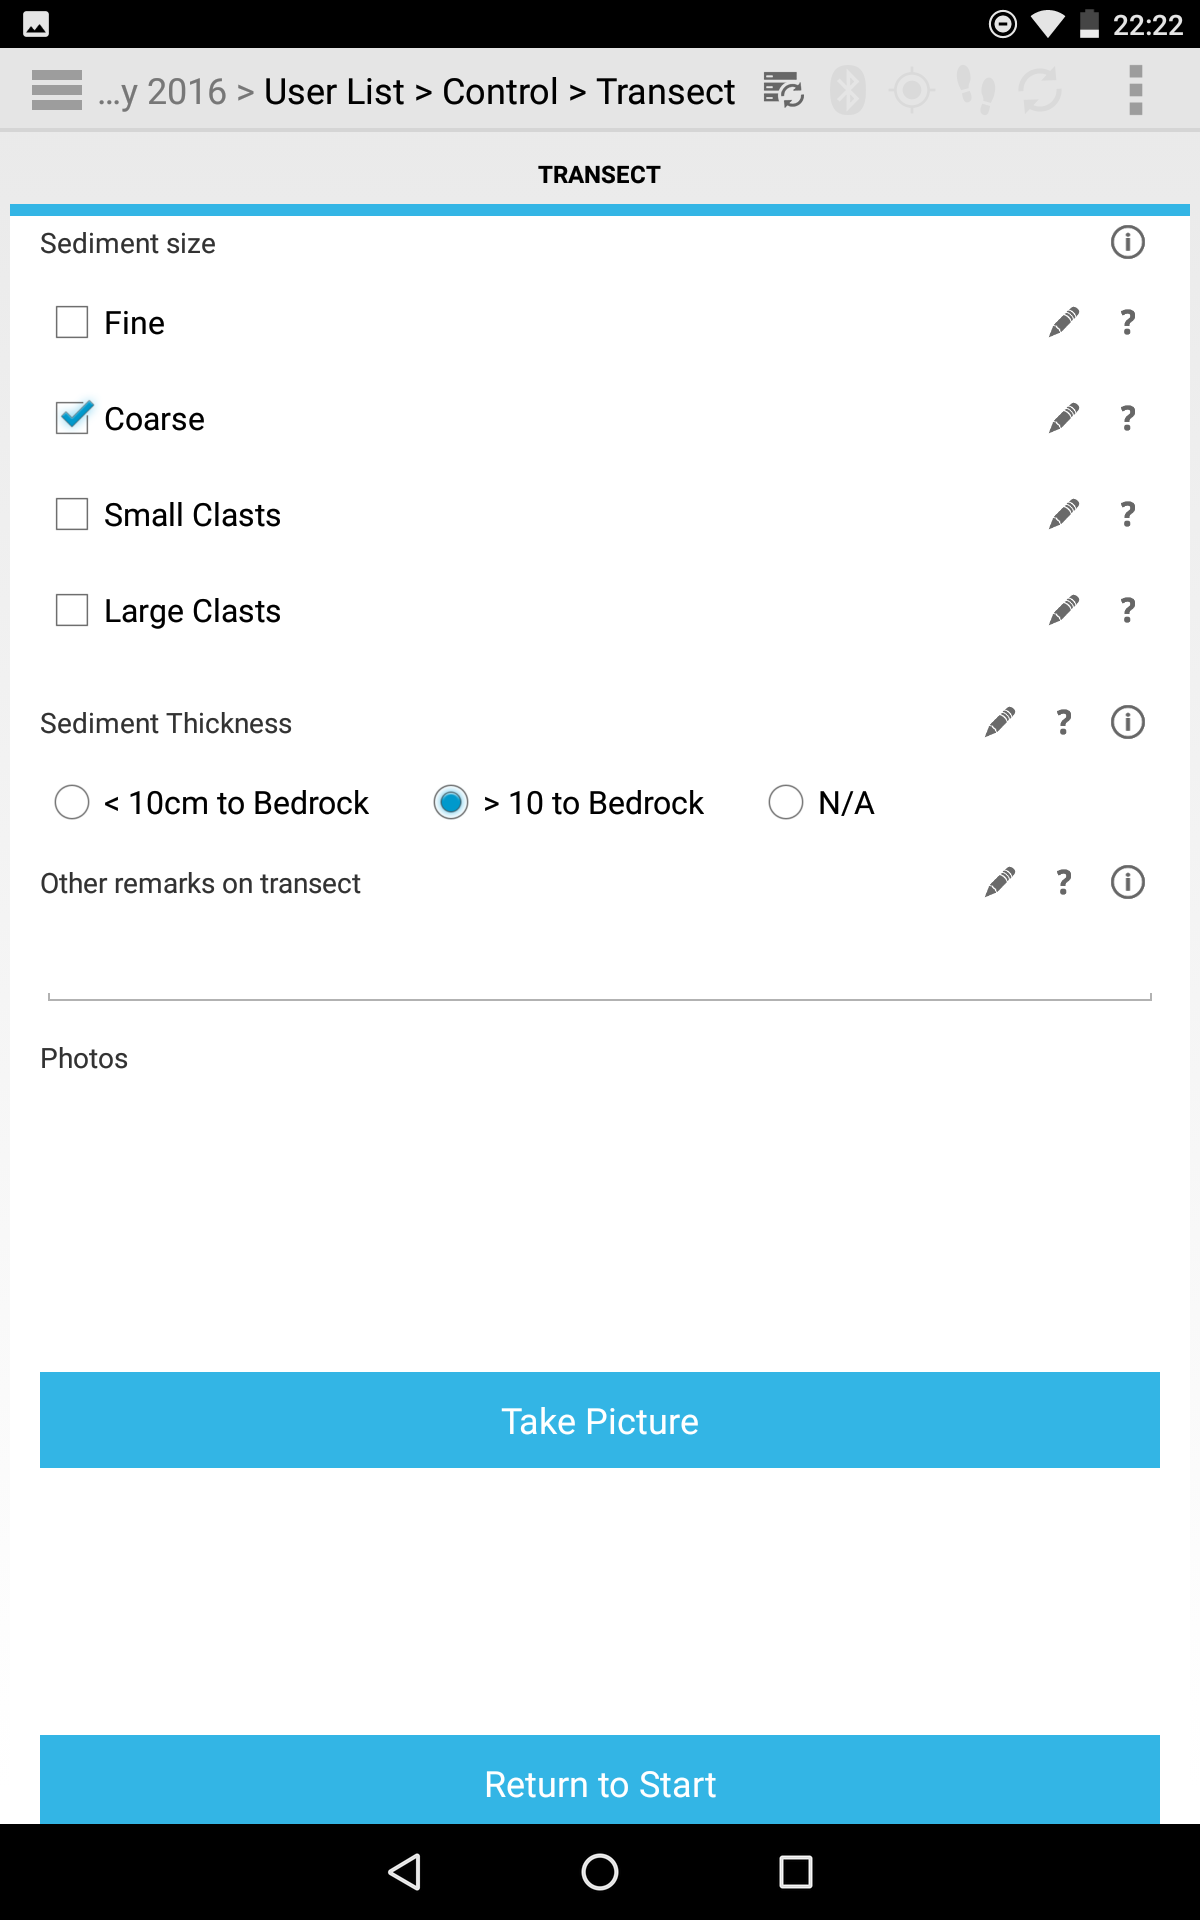 22:22
...y 2016 > User List > Control > Transect
TRANSECT
Sediment size
Fine ?
Coarse ?
Small Clasts ?
Large Clasts ?
Sediment Thickness ?
< 10cm to Bedrock > 10 to Bedrock N/A
Other remarks on transect ?
Photos
Take Picture
Return to Start